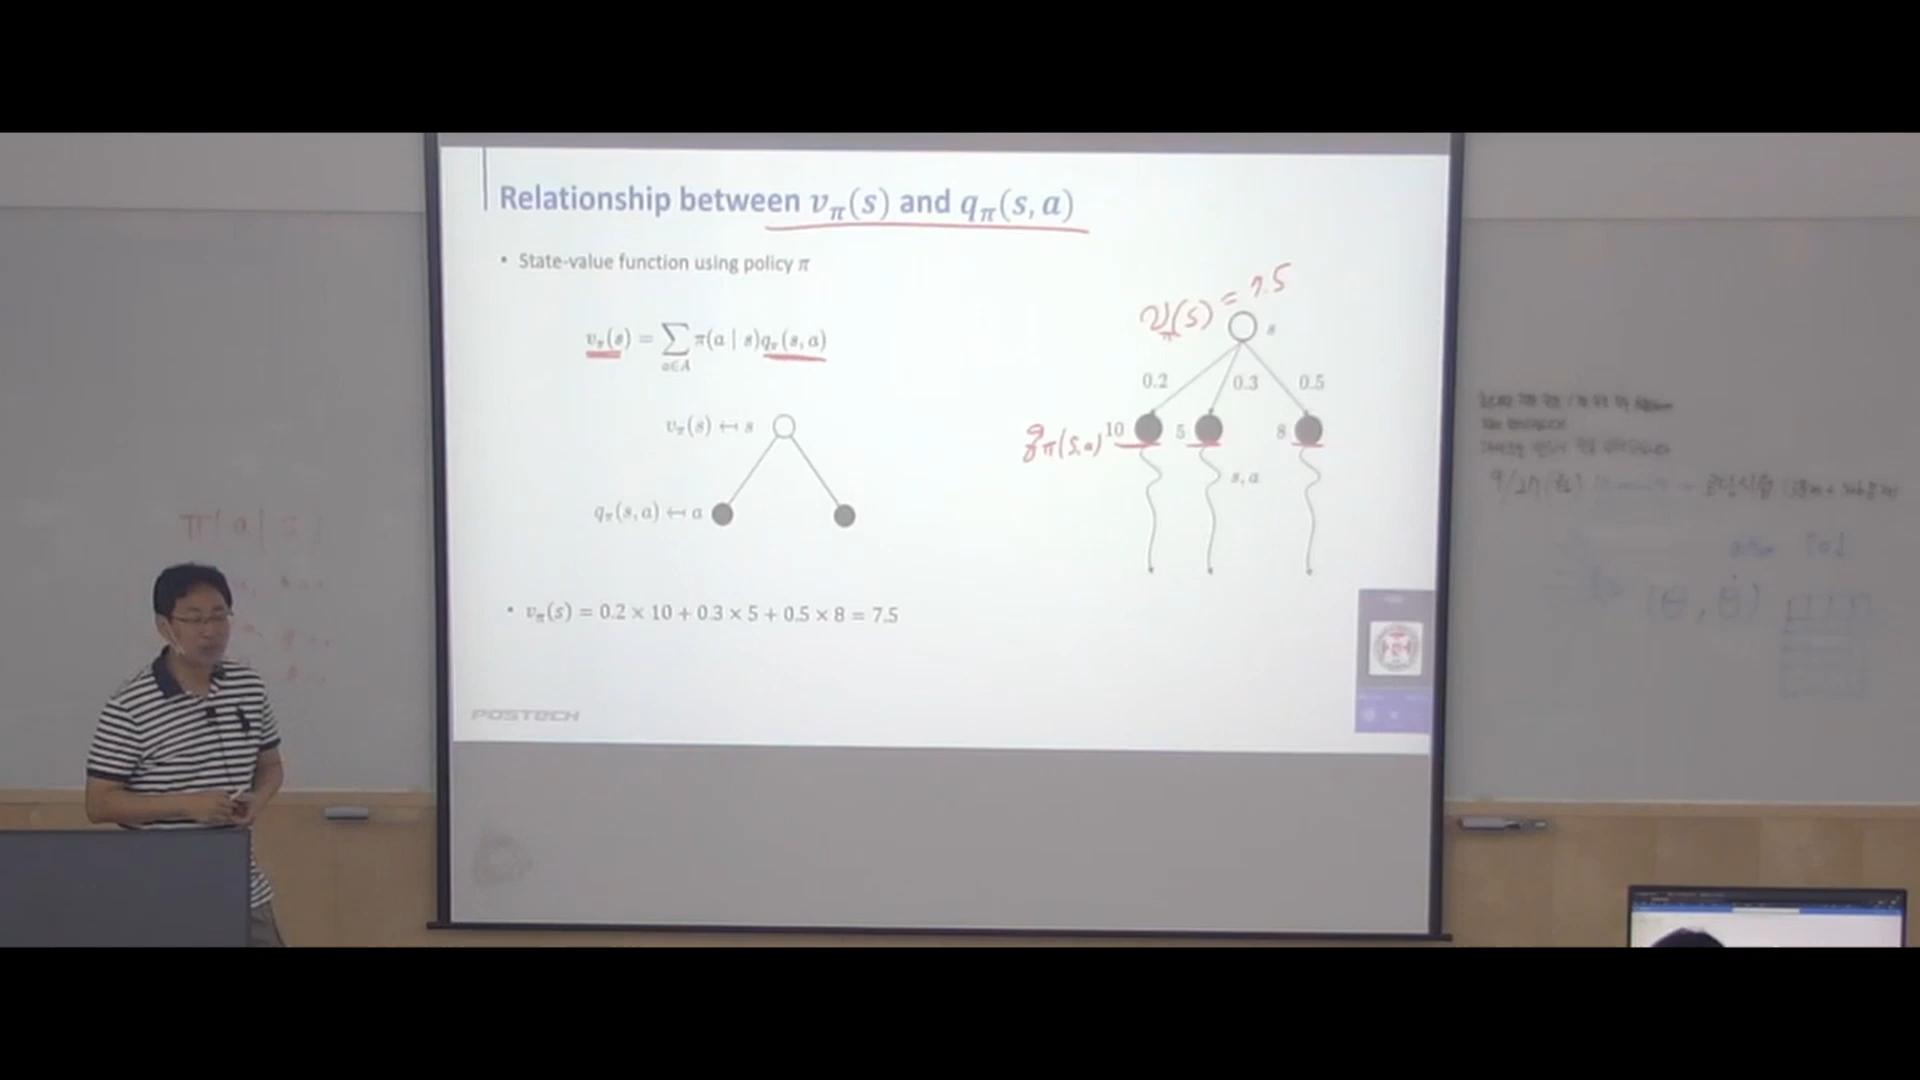 Relationship between vπ(s) and qπ(s, a)
• State-value function using policy π
vπ(s) = ∑a∈A π(a | s)qπ(s, a)
vπ(s) ↤ s
qπ(s, a) ↤ a
• vπ(s) = 0.2 × 10 + 0.3 × 5 + 0.5 × 8 = 7.5
POSTECH
vπ(s) = 7.5
s
0.2 0.3 0.5
qπ(s,a) 10 5 8
s, a
π(a|s)
(θ, θ̇)